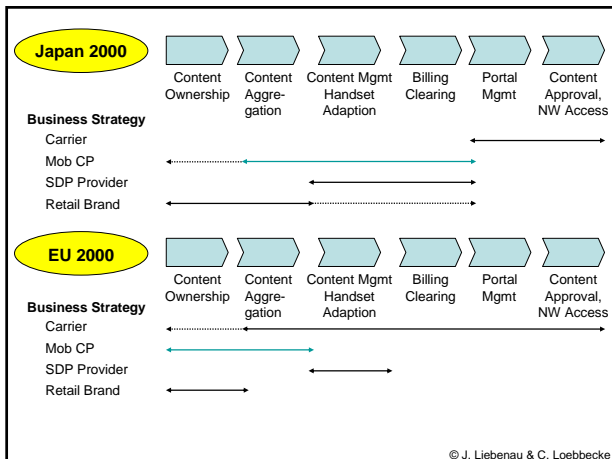 Japan 2000
Content Content Content Mgmt Billing Portal Content
Ownership Aggre- Handset Clearing Mgmt Approval,
gation Adaption NW Access
Business Strategy
Carrier
Mob CP
SDP Provider
Retail Brand
EU 2000
Content Content Content Mgmt Billing Portal Content
Ownership Aggre- Handset Clearing Mgmt Approval,
gation Adaption NW Access
Business Strategy
Carrier
Mob CP
SDP Provider
Retail Brand
© J. Liebenau & C. Loebbecke